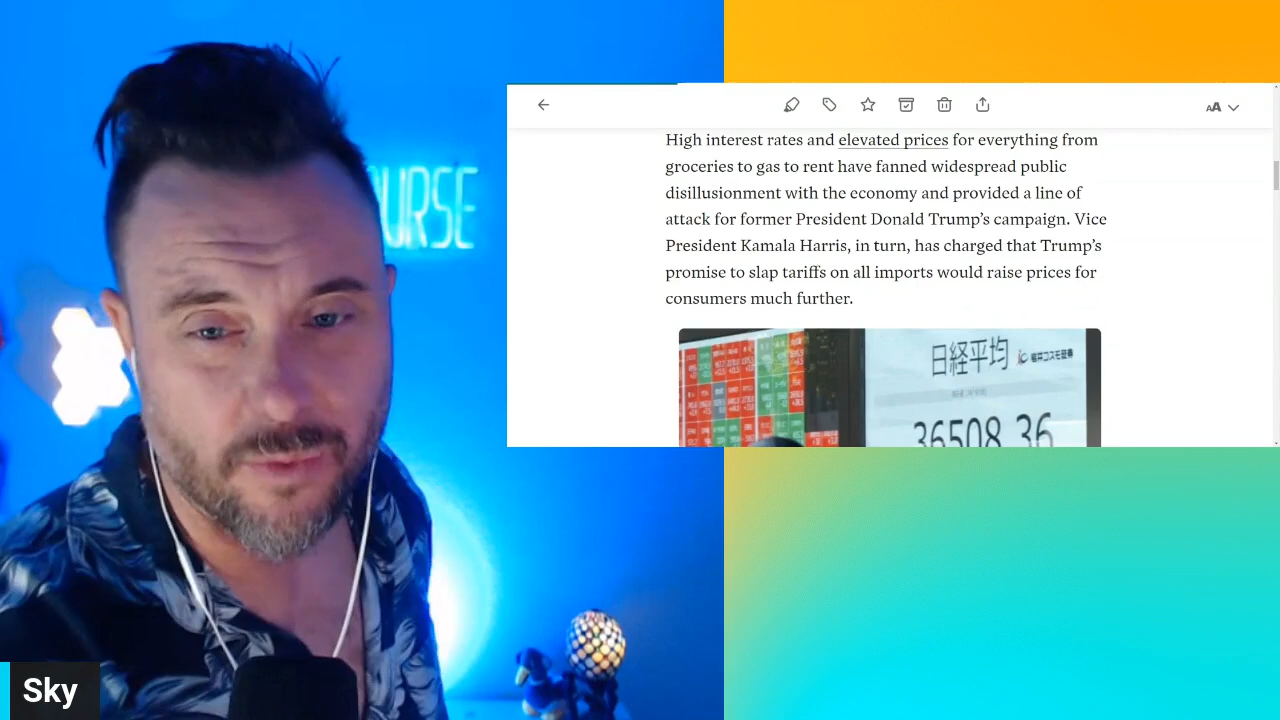 URSE
High interest rates and elevated prices for everything from
groceries to gas to rent have fanned widespread public
disillusionment with the economy and provided a line of
attack for former President Donald Trump’s campaign. Vice
President Kamala Harris, in turn, has charged that Trump’s
promise to slap tariffs on all imports would raise prices for
consumers much further.
AA
日経平均
36508.36
Sky